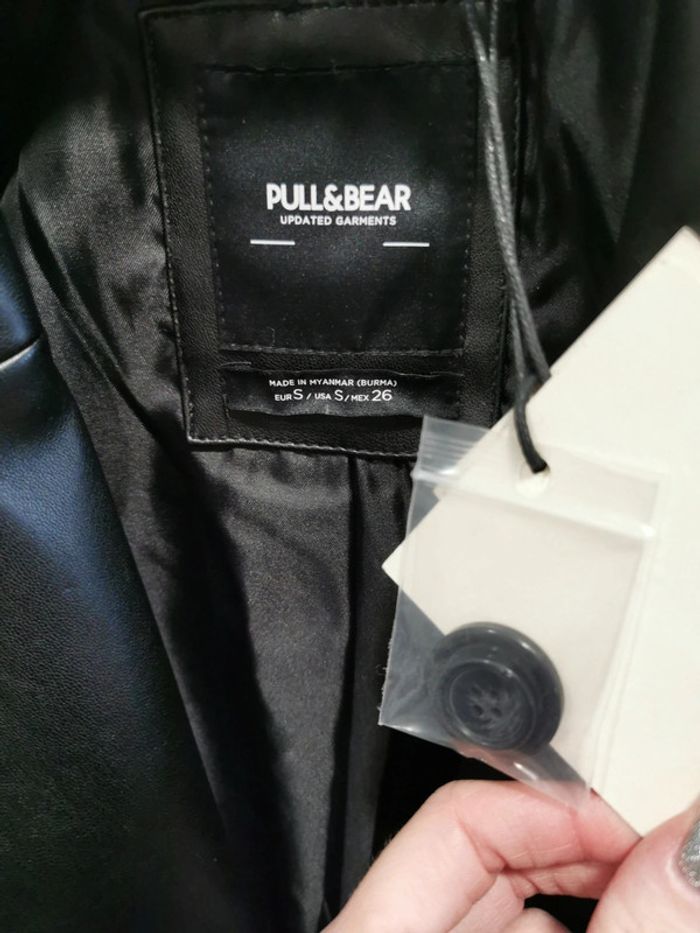 PULL&BEAR
UPDATED GARMENTS
MADE IN MYANMAR (BURMA)
EUR S / USA S / MEX 26